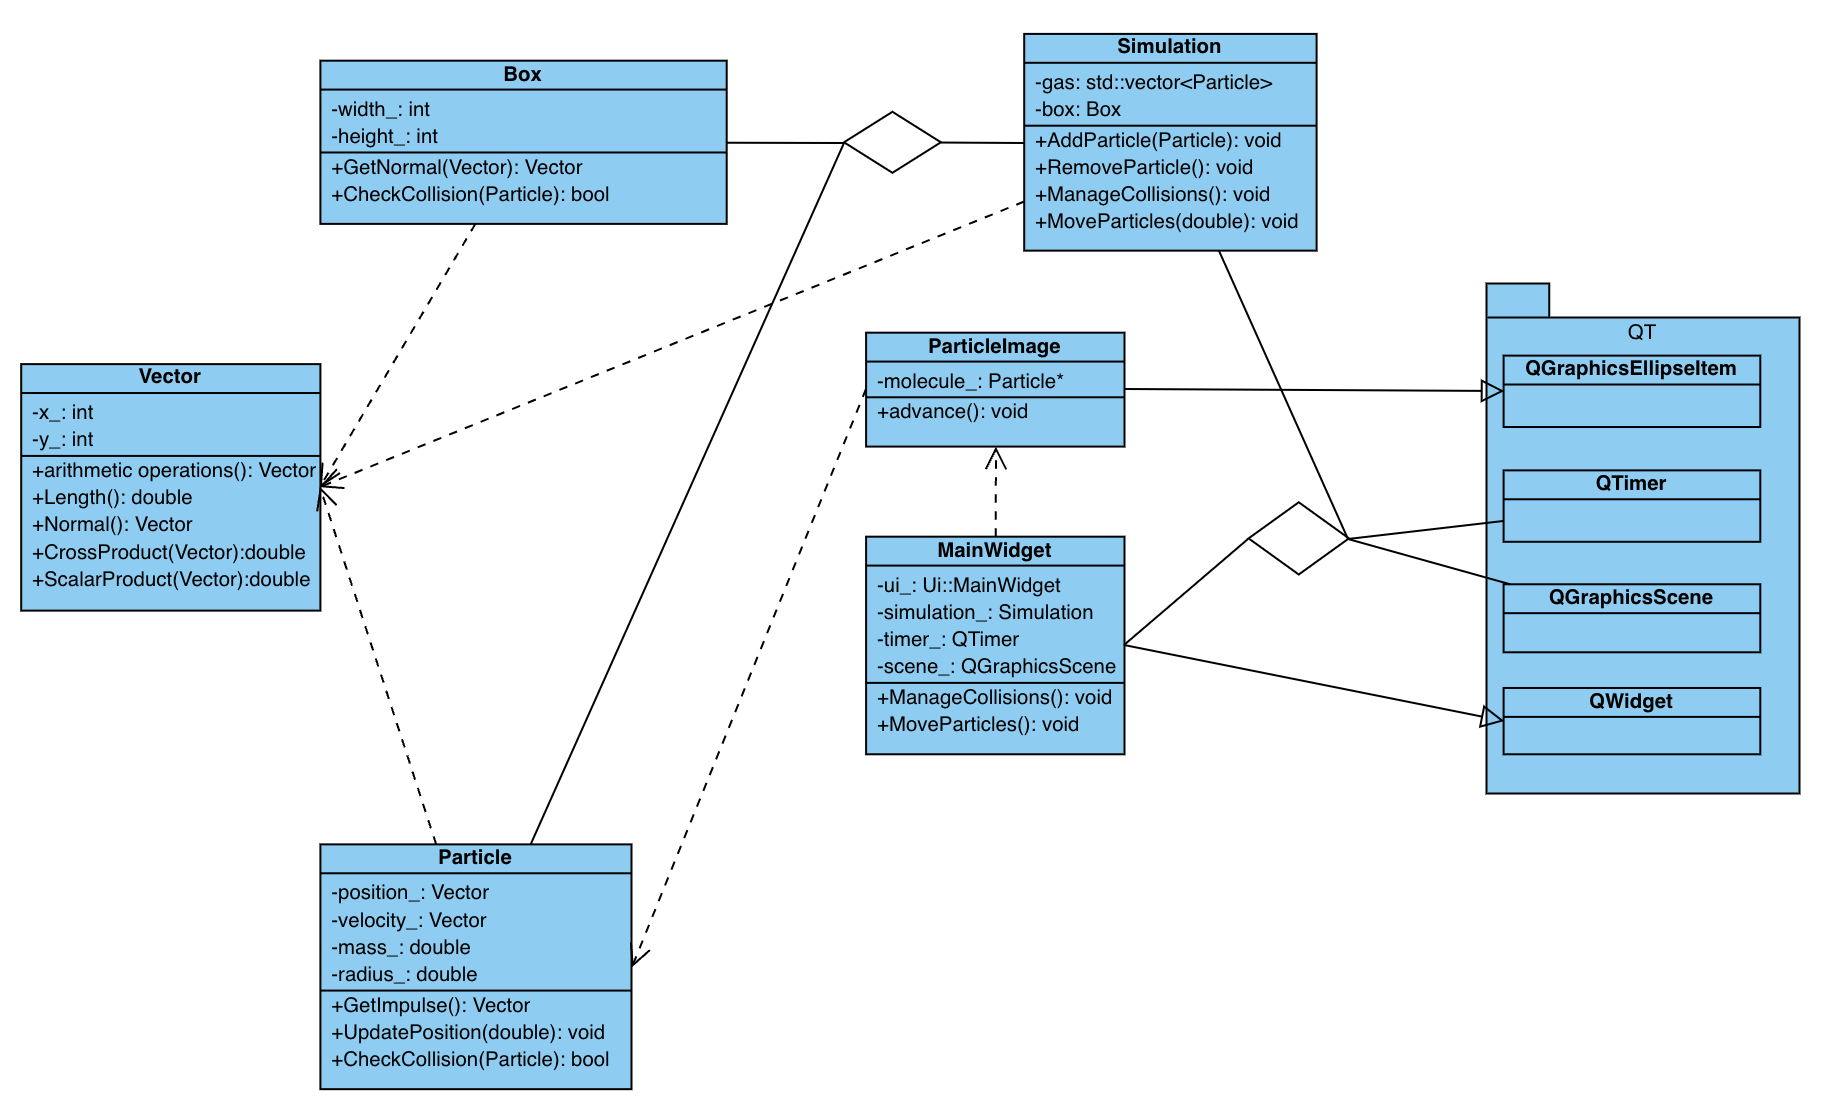 Box
-width_: int
-height_: int
+GetNormal(Vector): Vector
+CheckCollision(Particle): bool
Simulation
-gas: std::vector<Particle>
-box: Box
+AddParticle(Particle): void
+RemoveParticle(): void
+ManageCollisions(): void
+MoveParticles(double): void
Vector
-x_: int
-y_: int
+arithmetic operations(): Vector
+Length(): double
+Normal(): Vector
+CrossProduct(Vector):double
+ScalarProduct(Vector):double
ParticleImage
-molecule_: Particle*
+advance(): void
MainWidget
-ui_: Ui::MainWidget
-simulation_: Simulation
-timer_: QTimer
-scene_: QGraphicsScene
+ManageCollisions(): void
+MoveParticles(): void
QT
QGraphicsEllipseItem
QTimer
QGraphicsScene
QWidget
Particle
-position_: Vector
-velocity_: Vector
-mass_: double
-radius_: double
+GetImpulse(): Vector
+UpdatePosition(double): void
+CheckCollision(Particle): bool